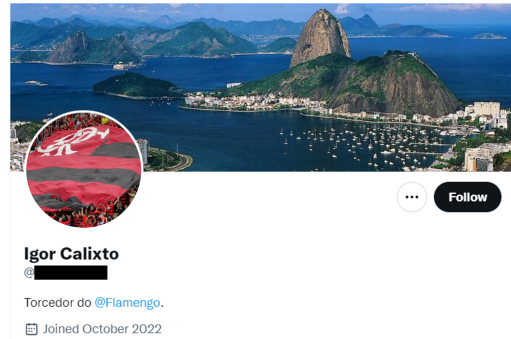 Follow
Igor Calixto
@
Torcedor do @Flamengo.
Joined October 2022